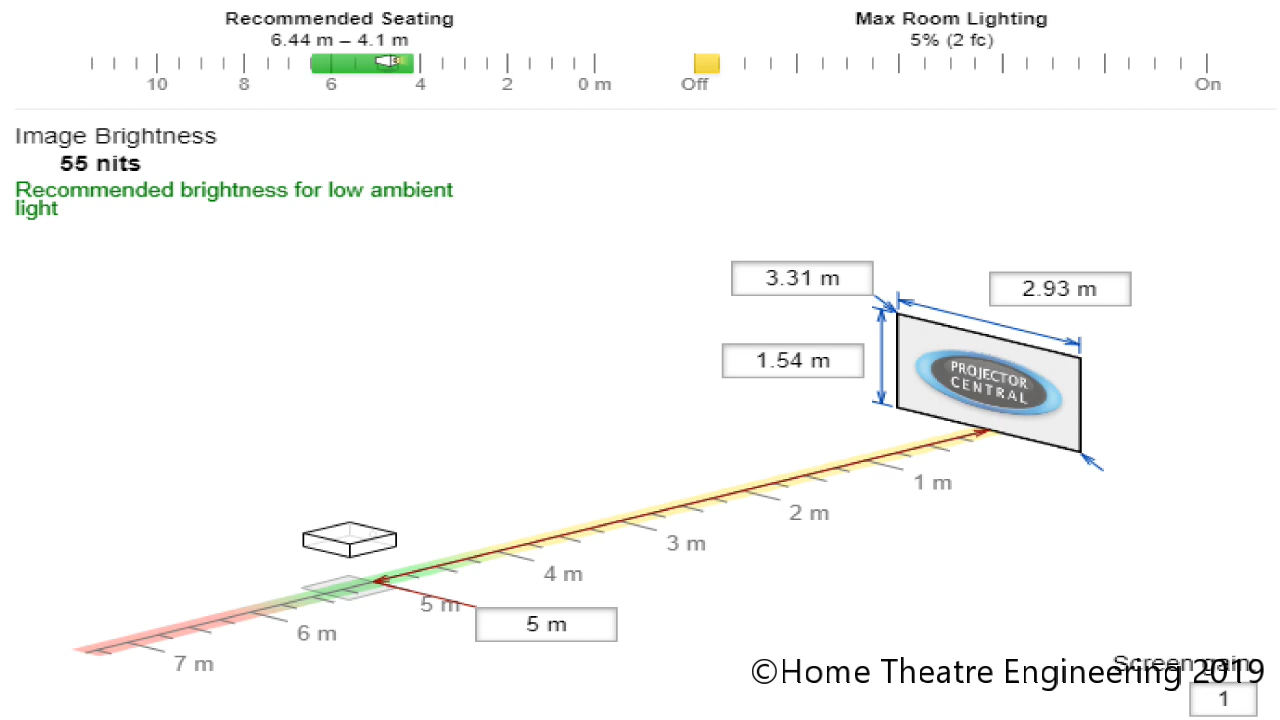 Recommended Seating
6.44 m – 4.1 m
10 8 6 4 2 0 m
Max Room Lighting
5% (2 fc)
Off On
Image Brightness
55 nits
Recommended brightness for low ambient
light
3.31 m
2.93 m
1.54 m
PROJECTOR
CENTRAL
1 m
2 m
3 m
4 m
5 m
5 m
6 m
7 m
Screen gain
©Home Theatre Engineering 2019
1